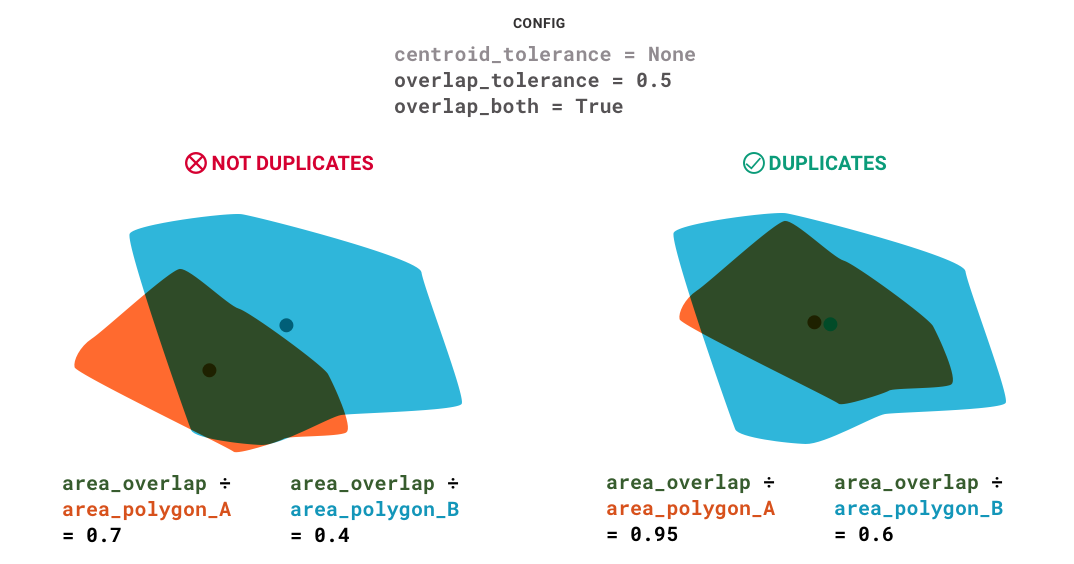 CONFIG
centroid_tolerance = None
overlap_tolerance = 0.5
overlap_both = True
NOT DUPLICATES
area_overlap ÷
area_polygon_A
= 0.7
area_overlap ÷
area_polygon_B
= 0.4
DUPLICATES
area_overlap ÷
area_polygon_A
= 0.95
area_overlap ÷
area_polygon_B
= 0.6